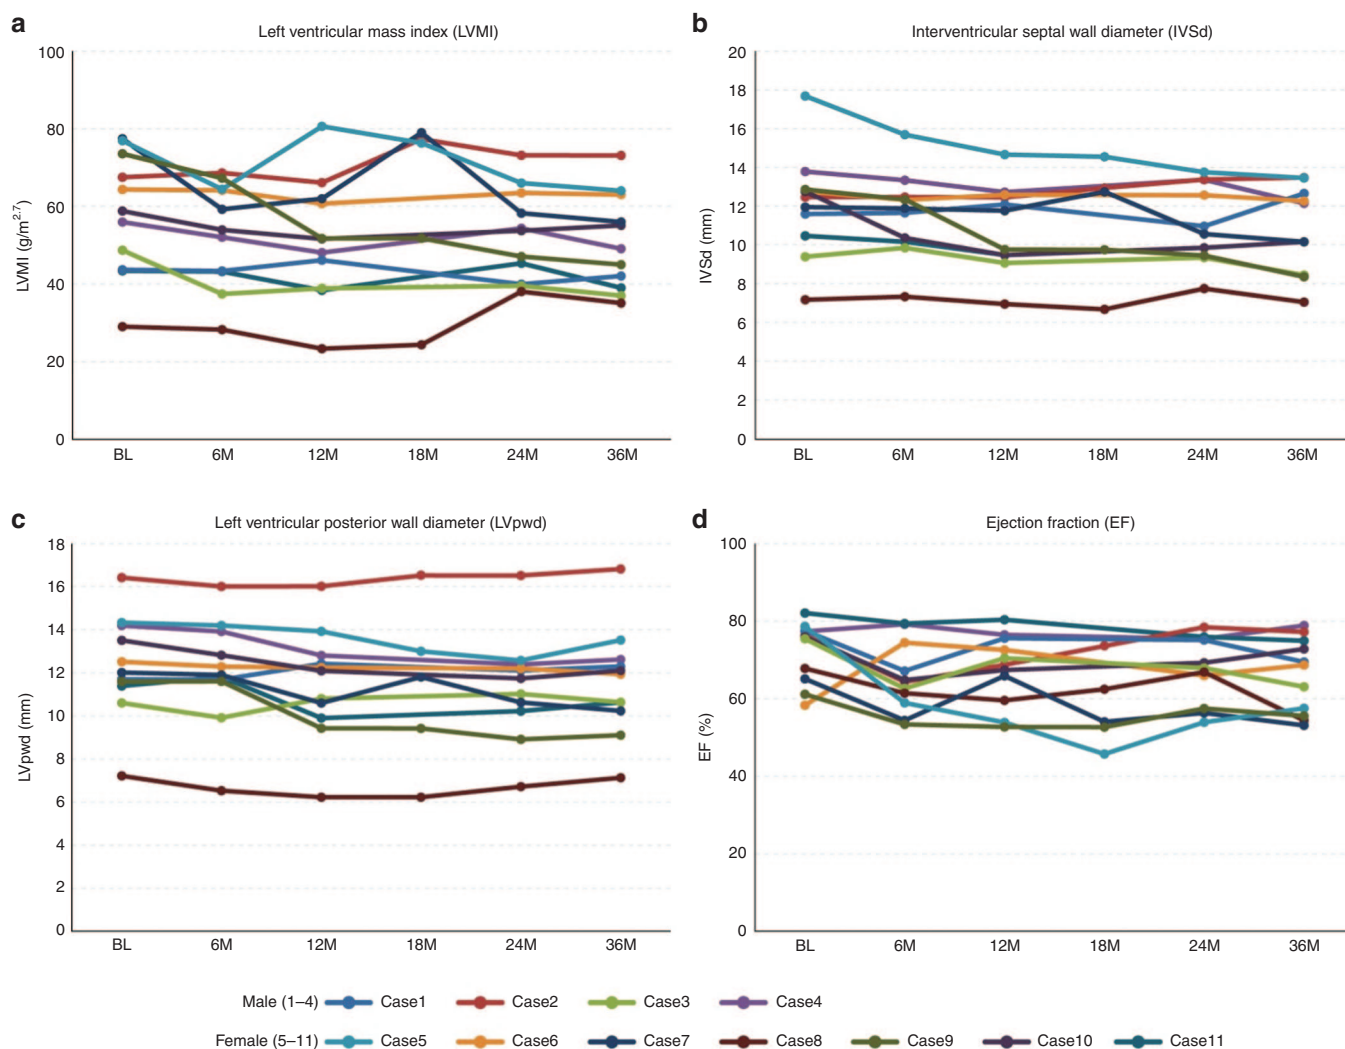 a
Left ventricular mass index (LVMI)
100
80
60
40
20
0
LVMI (g/m2.7)
BL 6M 12M 18M 24M 36M
b
Interventricular septal wall diameter (IVSd)
20
18
16
14
12
10
8
6
4
2
0
IVSd (mm)
BL 6M 12M 18M 24M 36M
c
Left ventricular posterior wall diameter (LVpwd)
18
16
14
12
10
8
6
4
2
0
LVpwd (mm)
BL 6M 12M 18M 24M 36M
d
Ejection fraction (EF)
100
80
60
40
20
0
EF (%)
BL 6M 12M 18M 24M 36M
Male (1–4) Case1 Case2 Case3 Case4
Female (5–11) Case5 Case6 Case7 Case8 Case9 Case10 Case11